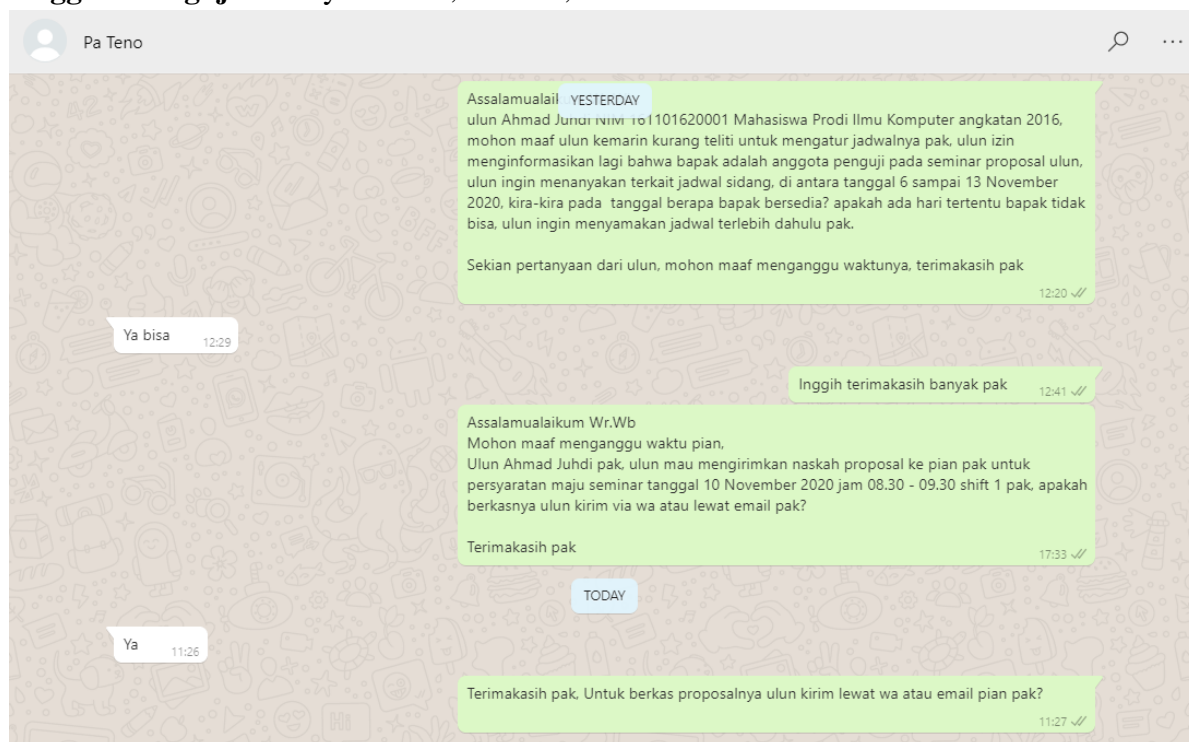 Pa Teno
YESTERDAY
ulun Ahmad Juhdi NIM 161101620001 Mahasiswa Prodi Ilmu Komputer angkatan 2016,
mohon maaf ulun kemarin kurang teliti untuk mengatur jadwalnya pak, ulun izin
menginformasikan lagi bahwa bapak adalah anggota penguji pada seminar proposal ulun,
ulun ingin menanyakan terkait jadwal sidang, di antara tanggal 6 sampai 13 November
2020, kira-kira pada tanggal berapa bapak bersedia? apakah ada hari tertentu bapak tidak
bisa, ulun ingin menyamakan jadwal terlebih dahulu pak.
Sekian pertanyaan dari ulun, mohon maaf menganggu waktunya, terimakasih pak
12:20
Ya bisa 12:29
Inggih terimakasih banyak pak 12:41
Assalamualaikum Wr.Wb
Mohon maaf menganggu waktu pian,
Ulun Ahmad Juhdi pak, ulun mau mengirimkan naskah proposal ke pian pak untuk
persyaratan maju seminar tanggal 10 November 2020 jam 08.30 - 09.30 shift 1 pak, apakah
berkasnya ulun kirim via wa atau lewat email pak?
Terimakasih pak
17:33
TODAY
Ya 11:26
Terimakasih pak, Untuk berkas proposalnya ulun kirim lewat wa atau email pian pak?
11:27